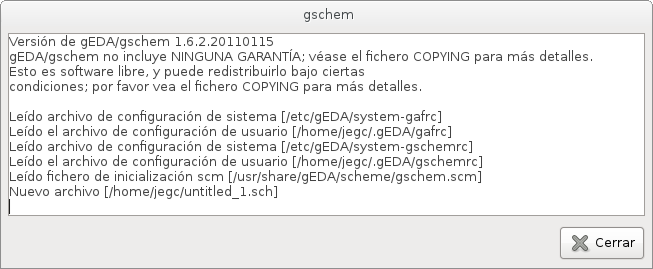 gschem
Versión de gEDA/gschem 1.6.2.20110115
gEDA/gschem no incluye NINGUNA GARANTÍA; véase el fichero COPYING para más detalles.
Esto es software libre, y puede redistribuirlo bajo ciertas
condiciones; por favor vea el fichero COPYING para más detalles.
Leído archivo de configuración de sistema [/etc/gEDA/system-gafrc]
Leído el archivo de configuración de usuario [/home/jegc/.gEDA/gafrc]
Leído archivo de configuración de sistema [/etc/gEDA/system-gschemrc]
Leído el archivo de configuración de usuario [/home/jegc/.gEDA/gschemrc]
Leído fichero de inicialización scm [/usr/share/gEDA/scheme/gschem.scm]
Nuevo archivo [/home/jegc/untitled_1.sch]
Cerrar